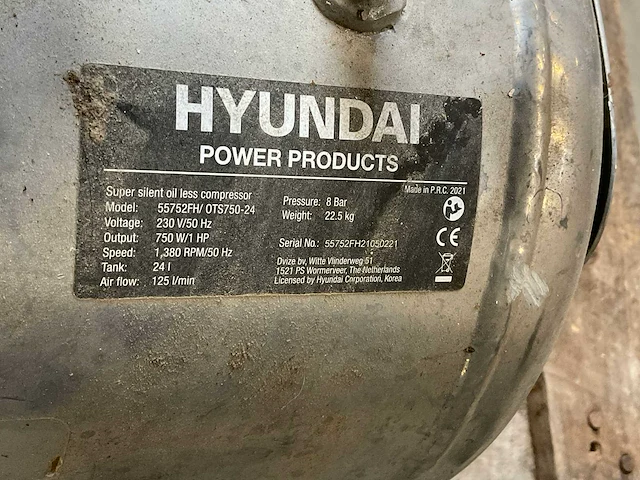 HYUNDAI
POWER PRODUCTS
Made in P.R.C. 2021
Super silent oil less compressor
Model: 55752FH/ OTS750-24
Voltage: 230 V/50 Hz
Output: 750 W/1 HP
Speed: 1,380 RPM/50 Hz
Tank: 24 l
Air flow: 125 l/min
Pressure: 8 Bar
Weight: 22.5 kg
Serial No.: 55752FH21050221
Dvize bv, Witte Vlinderweg 51
1521 PS Wormerveer, The Netherlands
Licensed by Hyundai Corporation, Korea
CE